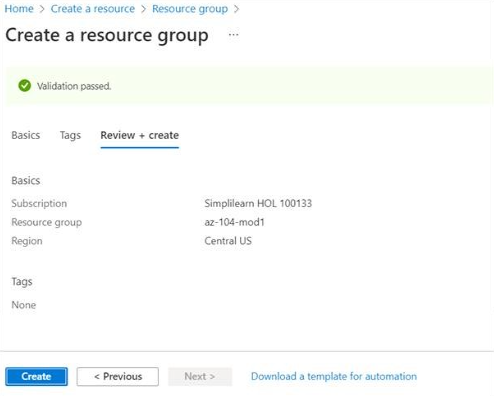 Home > Create a resource > Resource group >
Create a resource group ...
Validation passed.
Basics Tags Review + create
Basics
Subscription Simplilearn HOL 100133
Resource group az-104-mod1
Region Central US
Tags
None
Create < Previous Next > Download a template for automation